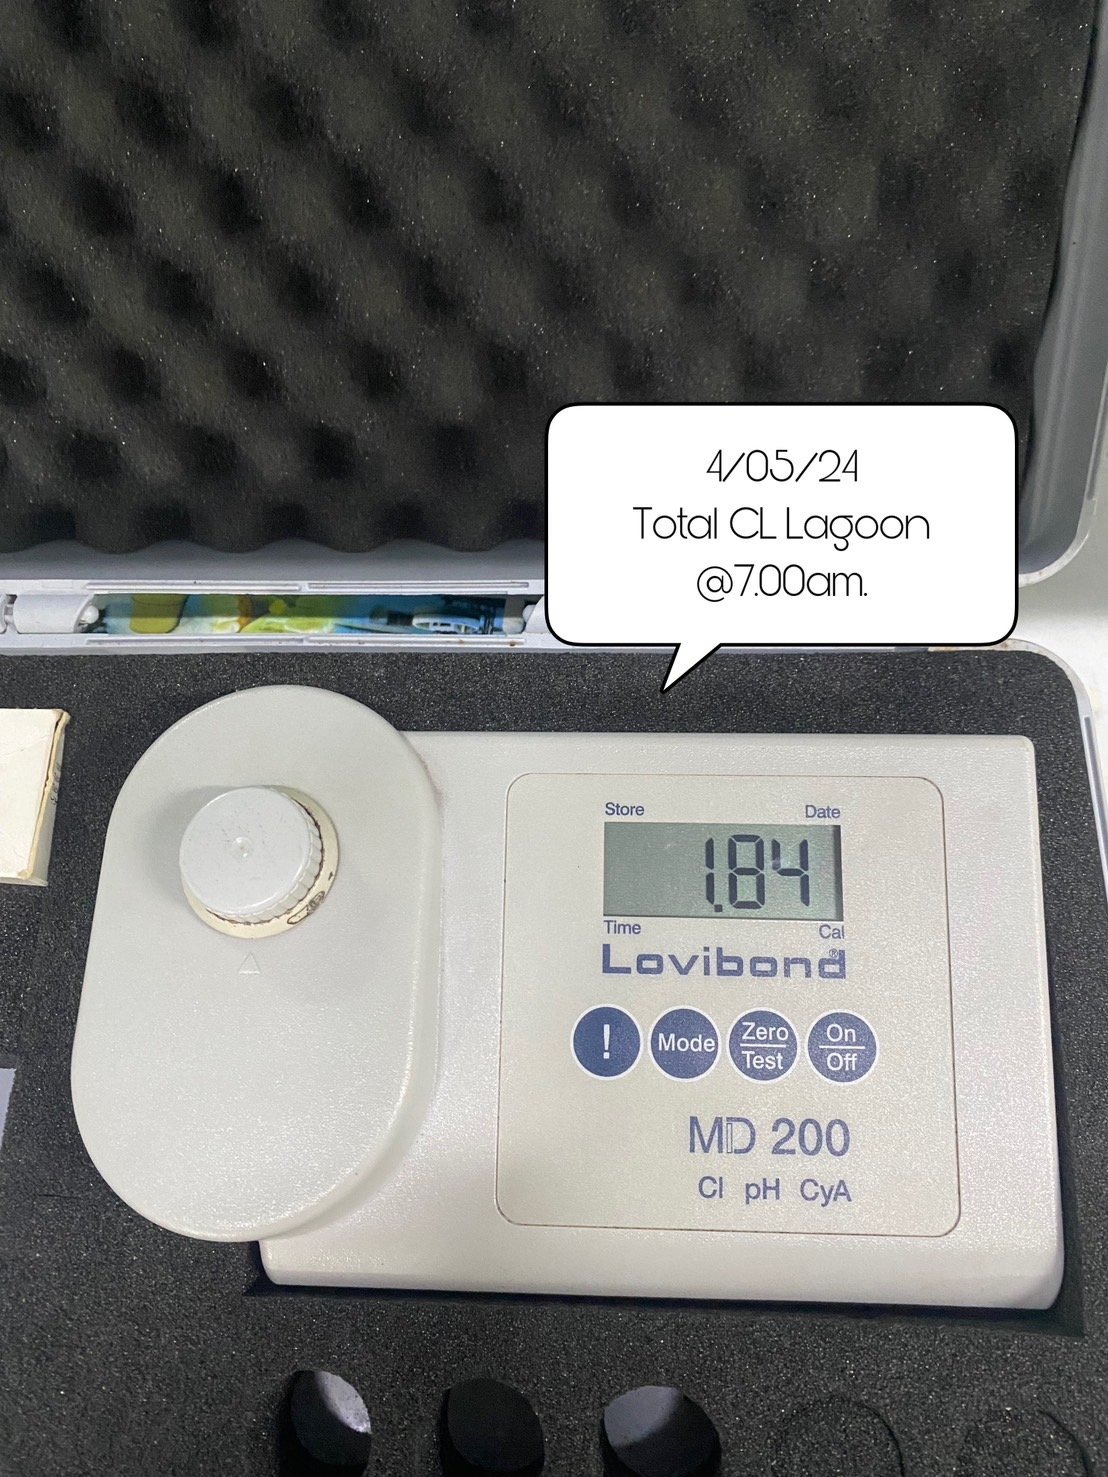 4/05/24
Total CL Lagoon
@7.00am.
Store Date
1.84
Time Cal
Lovibond®
! Mode Zero Test On Off
MD 200
Cl pH CyA